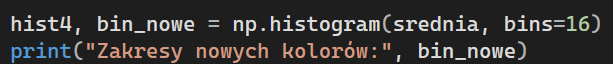 hist4, bin_nowe = np.histogram(srednia, bins=16)
print("Zakresy nowych kolorów:", bin_nowe)